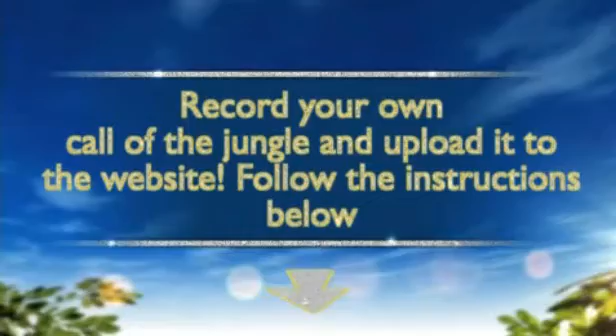 Record your own
call of the jungle and upload it to
the website! Follow the instructions
below